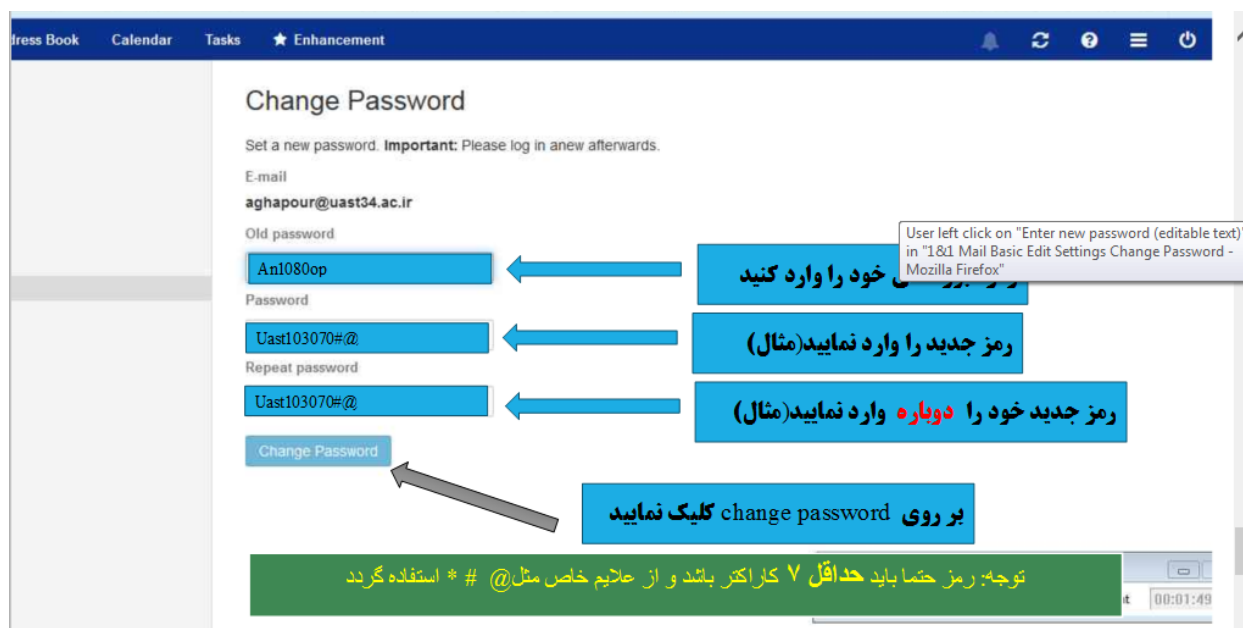 dress Book Calendar Tasks ★ Enhancement
Change Password
Set a new password. Important: Please log in anew afterwards.
E-mail
aghapour@uast34.ac.ir
Old password
User left click on "Enter new password (editable text)"
in "1&1 Mail Basic Edit Settings Change Password -
Mozilla Firefox"
An1080op
خود را وارد کنید
Password
Uast103070#@
رمز جدید را وارد نمایید(مثال)
Repeat password
Uast103070#@
رمز جدید خود را دوباره وارد نمایید(مثال)
Change Password
بر روی change password کلیک نمایید
توجه: رمز حتما باید حداقل ۷ کاراکتر باشد و از علایم خاص مثل@ # * استفاده گردد
00:01:49